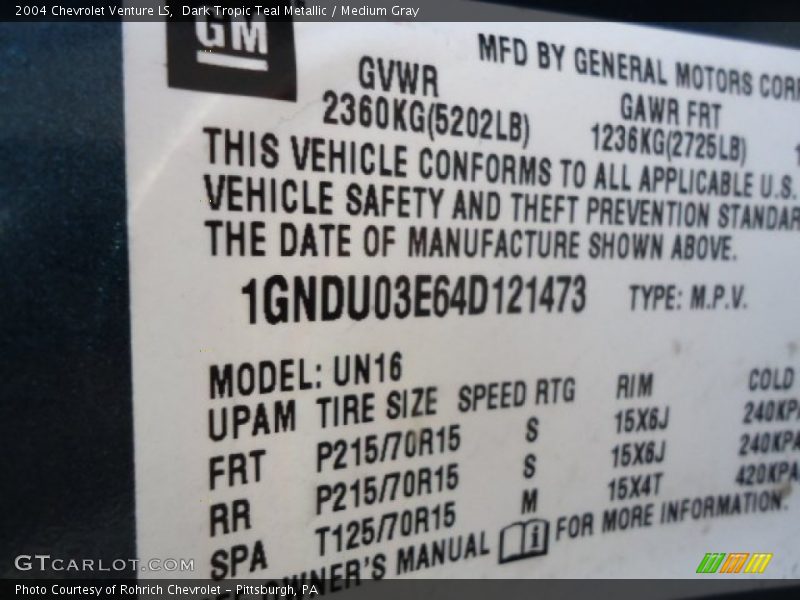 2004 Chevrolet Venture LS, Dark Tropic Teal Metallic / Medium Gray
GM
MFD BY GENERAL MOTORS
GVWR
2360KG(5202LB)
GAWR FRT
1236KG(2725LB)
THIS VEHICLE CONFORMS TO ALL APPLICABLE U.S.
VEHICLE SAFETY AND THEFT PREVENTION
THE DATE OF MANUFACTURE SHOWN ABOVE.
1GNDU03E64D121473 TYPE: M.P.V.
MODEL: UN16
UPAM TIRE SIZE SPEED RTG RIM COLD
FRT P215/70R15 S 15X6J 240KPA
RR P215/70R15 S 15X6J 240KPA
SPA T125/70R15 M 15X4T 420KPA
OWNER'S MANUAL FOR MORE INFORMATION.
GTCARLOT.COM
Photo Courtesy of Rohrich Chevrolet - Pittsburgh, PA